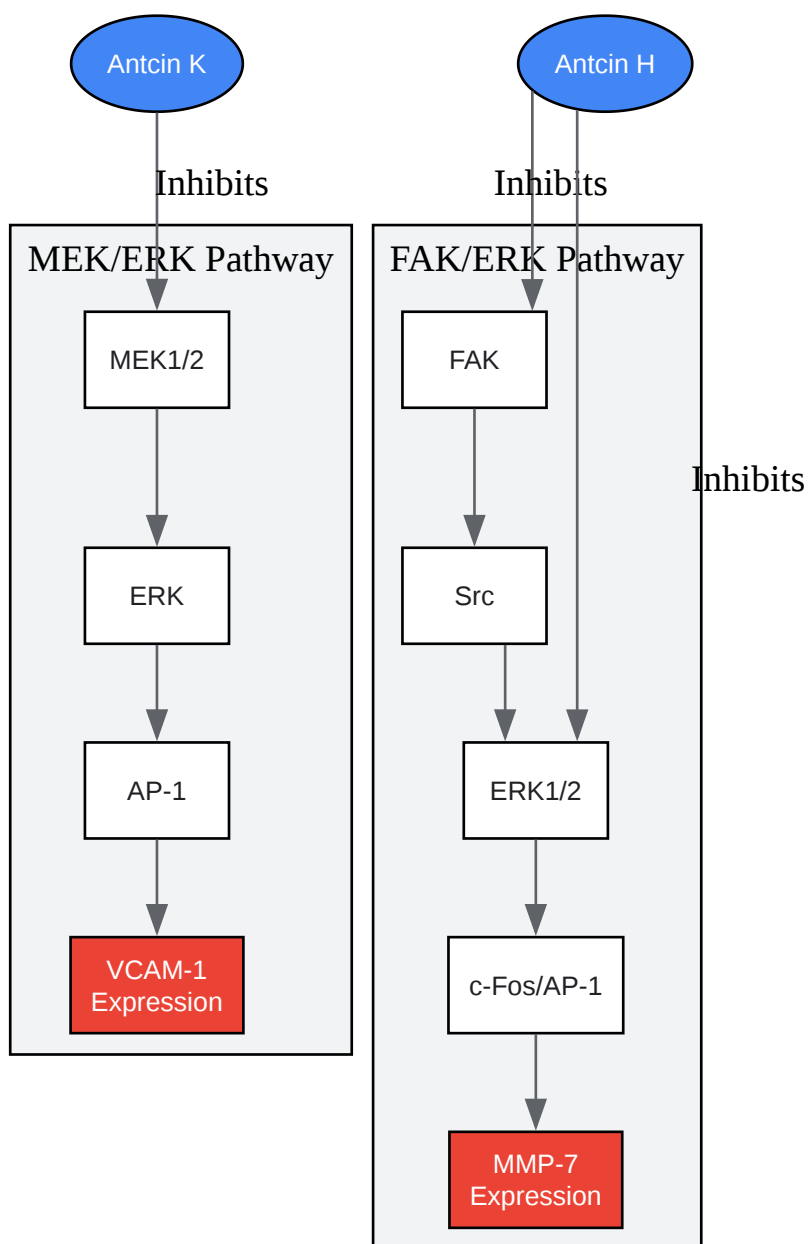 Antcin K
Antcin H
Inhibits
Inhibits
MEK/ERK Pathway
FAK/ERK Pathway
MEK1/2
FAK
Inhibits
ERK
Src
AP-1
ERK1/2
VCAM-1
Expression
c-Fos/AP-1
MMP-7
Expression